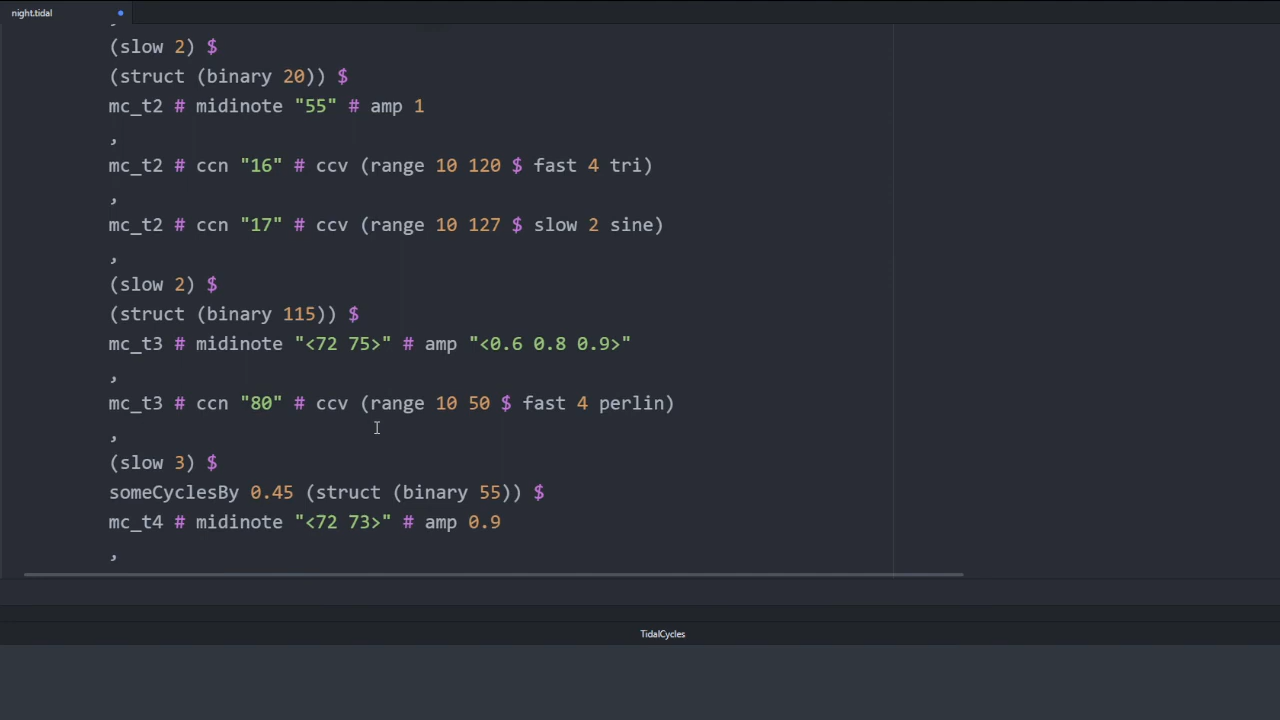 night.tidal
,
(slow 2) $
(struct (binary 20)) $
mc_t2 # midinote "55" # amp 1
,
mc_t2 # ccn "16" # ccv (range 10 120 $ fast 4 tri)
,
mc_t2 # ccn "17" # ccv (range 10 127 $ slow 2 sine)
,
(slow 2) $
(struct (binary 115)) $
mc_t3 # midinote "<72 75>" # amp "<0.6 0.8 0.9>"
,
mc_t3 # ccn "80" # ccv (range 10 50 $ fast 4 perlin)
,
(slow 3) $
someCyclesBy 0.45 (struct (binary 55)) $
mc_t4 # midinote "<72 73>" # amp 0.9
,
TidalCycles